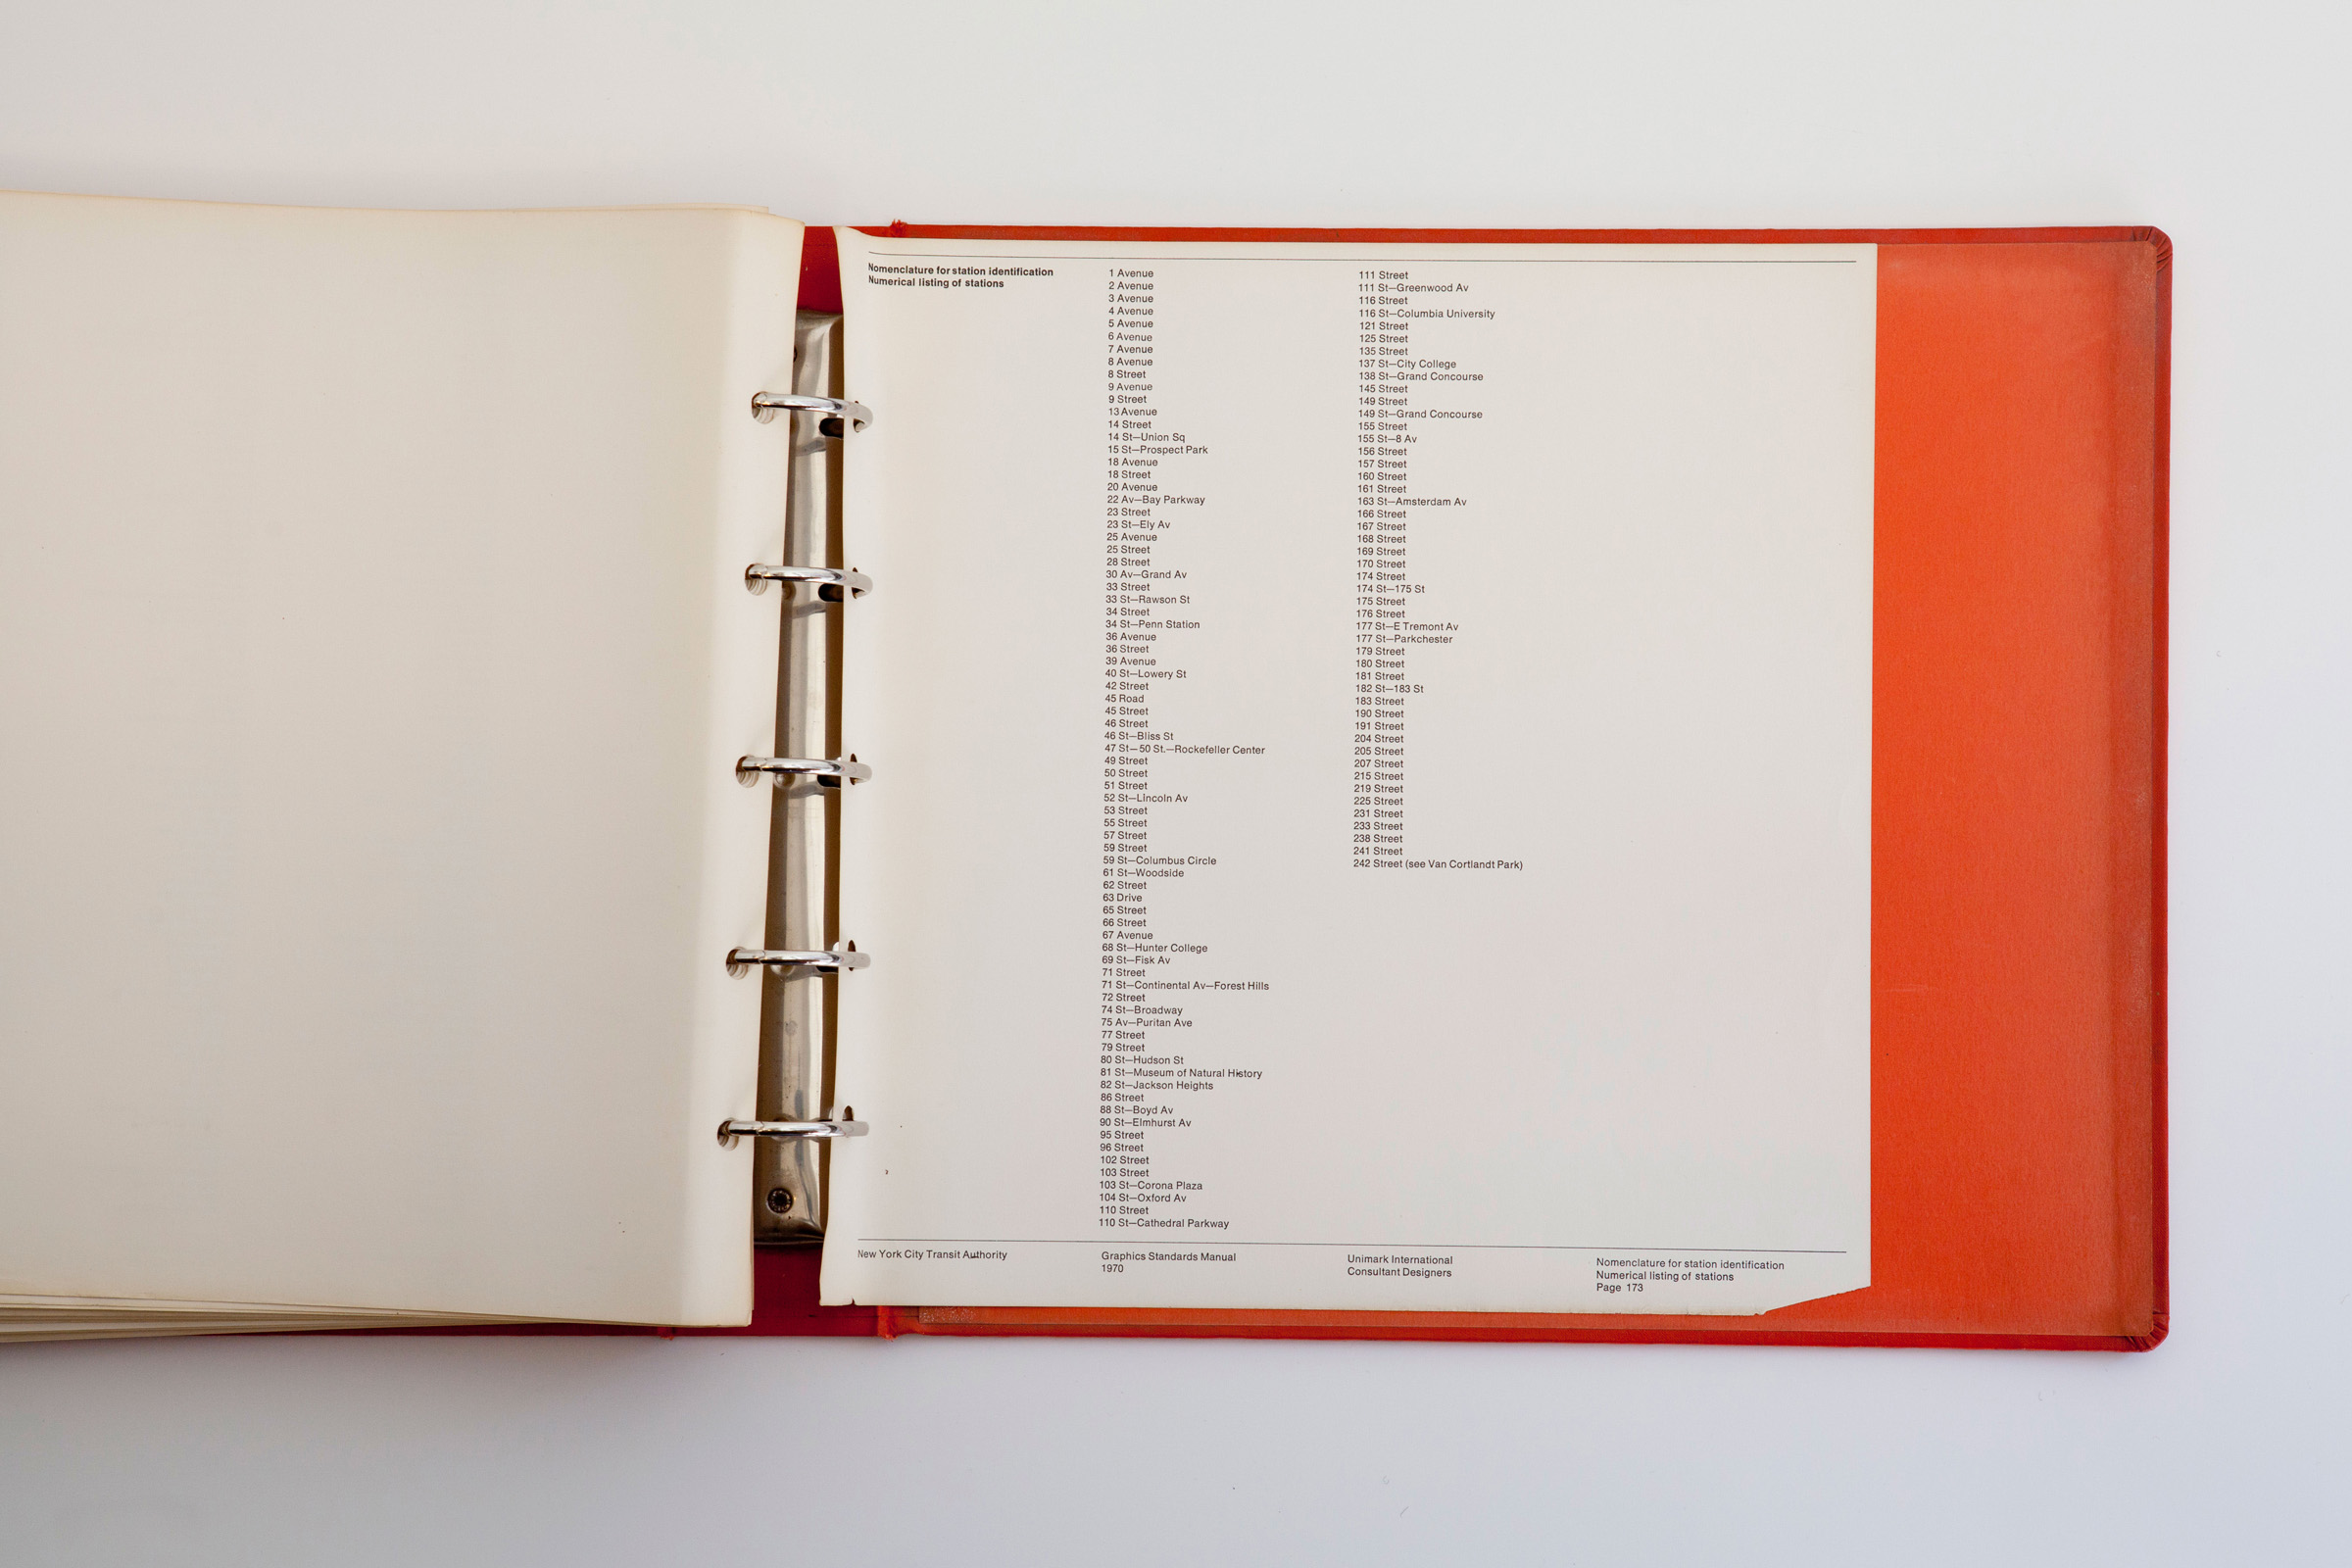 Nomenclature for station identification
Numerical listing of stations
1 Avenue
2 Avenue
3 Avenue
4 Avenue
5 Avenue
6 Avenue
7 Avenue
8 Avenue
8 Street
9 Avenue
9 Street
13 Avenue
14 Street
14 St—Union Sq
15 St—Prospect Park
18 Avenue
18 Street
20 Avenue
22 Av—Bay Parkway
23 Street
23 St—Ely Av
25 Avenue
25 Street
28 Street
30 Av—Grand Av
33 Street
33 St—Rawson St
34 Street
34 St—Penn Station
36 Avenue
36 Street
39 Avenue
40 St—Lowery St
42 Street
45 Road
45 Street
46 Street
46 St—Bliss St
47 St—50 St.—Rockefeller Center
49 Street
50 Street
51 Street
52 St—Lincoln Av
53 Street
55 Street
57 Street
59 Street
59 St—Columbus Circle
61 St—Woodside
62 Street
63 Drive
65 Street
66 Street
67 Avenue
68 St—Hunter College
69 St—Fisk Av
71 Street
71 St—Continental Av—Forest Hills
72 Street
74 St—Broadway
75 Av—Puritan Ave
77 Street
79 Street
80 St—Hudson St
81 St—Museum of Natural History
82 St—Jackson Heights
86 Street
88 St—Boyd Av
90 St—Elmhurst Av
95 Street
96 Street
102 Street
103 Street
103 St—Corona Plaza
104 St—Oxford Av
110 Street
110 St—Cathedral Parkway
111 Street
111 St—Greenwood Av
116 Street
116 St—Columbia University
121 Street
125 Street
135 Street
137 St—City College
138 St—Grand Concourse
145 Street
149 Street
149 St—Grand Concourse
155 Street
155 St—8 Av
156 Street
157 Street
160 Street
161 Street
163 St—Amsterdam Av
166 Street
167 Street
168 Street
169 Street
170 Street
174 Street
174 St—175 St
175 Street
176 Street
177 St—E Tremont Av
177 St—Parkchester
179 Street
180 Street
181 Street
182 St—183 St
183 Street
190 Street
191 Street
204 Street
205 Street
207 Street
215 Street
219 Street
225 Street
231 Street
233 Street
238 Street
241 Street
242 Street (see Van Cortlandt Park)
New York City Transit Authority
Graphics Standards Manual
1970
Unimark International
Consultant Designers
Nomenclature for station identification
Numerical listing of stations
Page 173